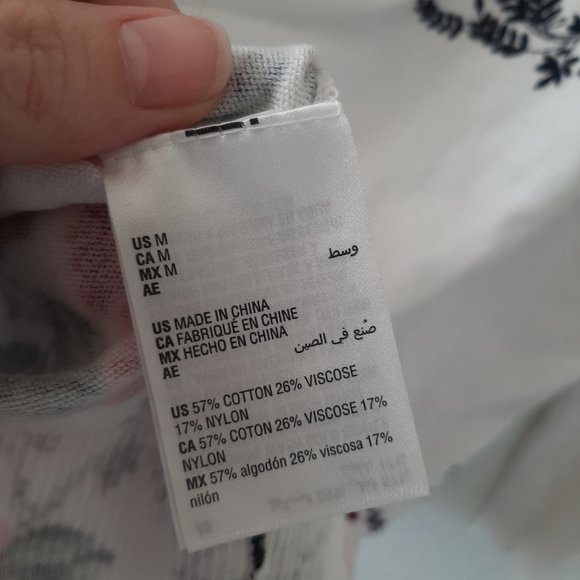 US M
CA M
MX M
AE وسط
US MADE IN CHINA
CA FABRIQUÉ EN CHINE
MX HECHO EN CHINA
AE صُنع في الصين
US 57% COTTON 26% VISCOSE
17% NYLON
CA 57% COTON 26% VISCOSE 17%
NYLON
MX 57% algodón 26% viscosa 17%
nilón